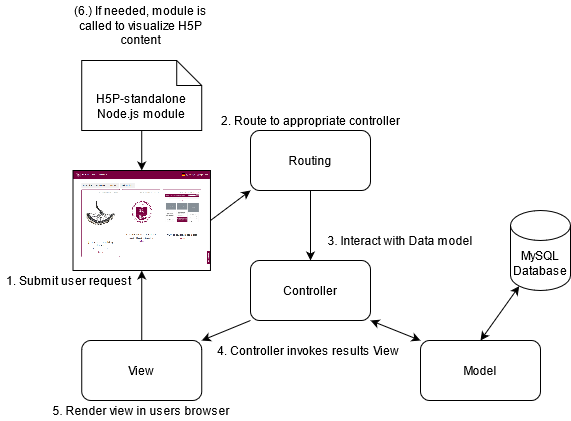 (6.) If needed, module is
called to visualize H5P
content
H5P-standalone
Node.js module
2. Route to appropriate controller
Routing
3. Interact with Data model
MySQL
Database
1. Submit user request
Controller
4. Controller invokes results View
View
Model
5. Render view in users browser